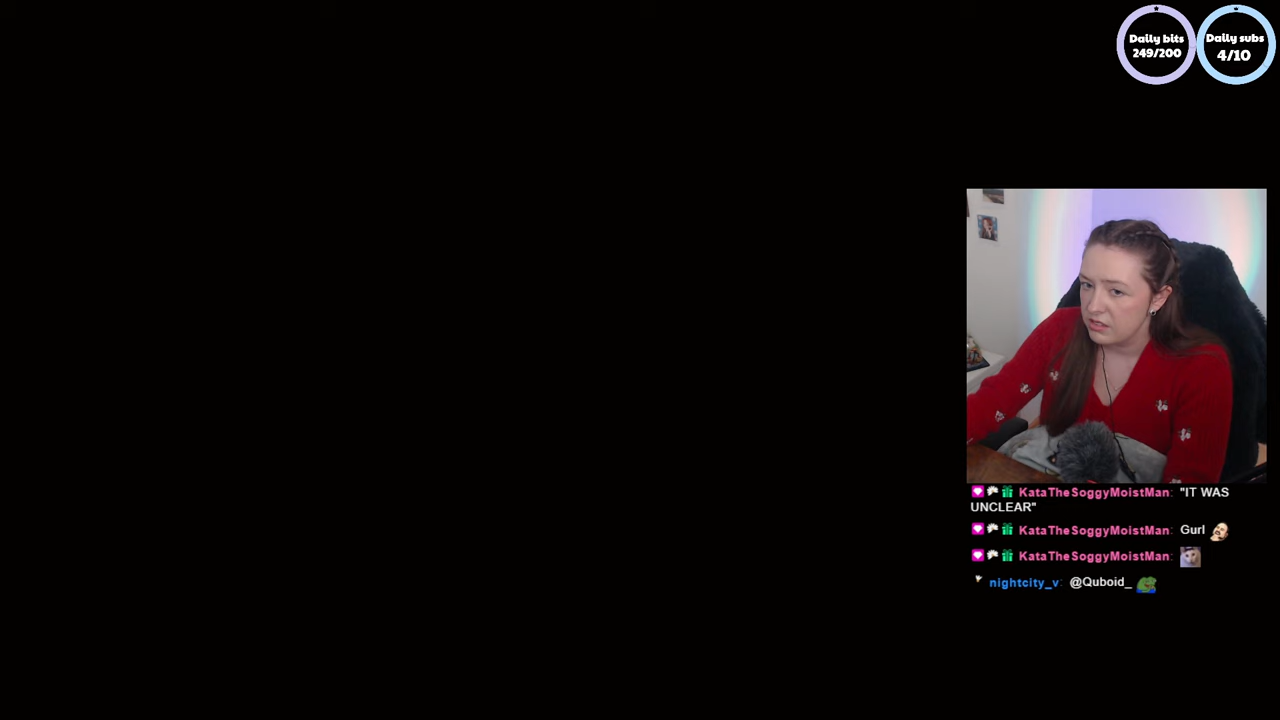 Daily bits
249/200
Daily subs
4/10
KataTheSoggyMoistMan: "IT WAS
UNCLEAR"
KataTheSoggyMoistMan: Gurl
KataTheSoggyMoistMan:
nightcity_v: @Quboid_